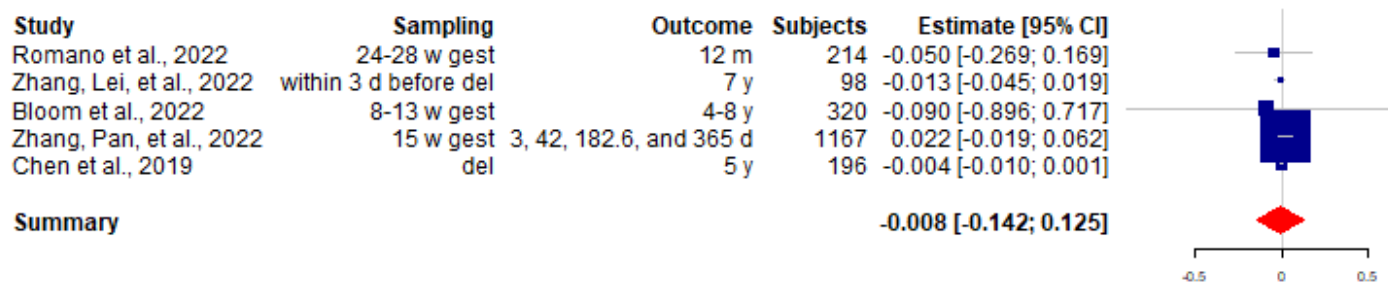 Study Sampling Outcome Subjects Estimate [95% CI]
Romano et al., 2022 24-28 w gest 12 m 214 -0.050 [-0.269; 0.169]
Zhang, Lei, et al., 2022 within 3 d before del 7 y 98 -0.013 [-0.045; 0.019]
Bloom et al., 2022 8-13 w gest 4-8 y 320 -0.090 [-0.896; 0.717]
Zhang, Pan, et al., 2022 15 w gest 3, 42, 182.6, and 365 d 1167 0.022 [-0.019; 0.062]
Chen et al., 2019 del 5 y 196 -0.004 [-0.010; 0.001]
Summary -0.008 [-0.142; 0.125]
-0.5 0 0.5